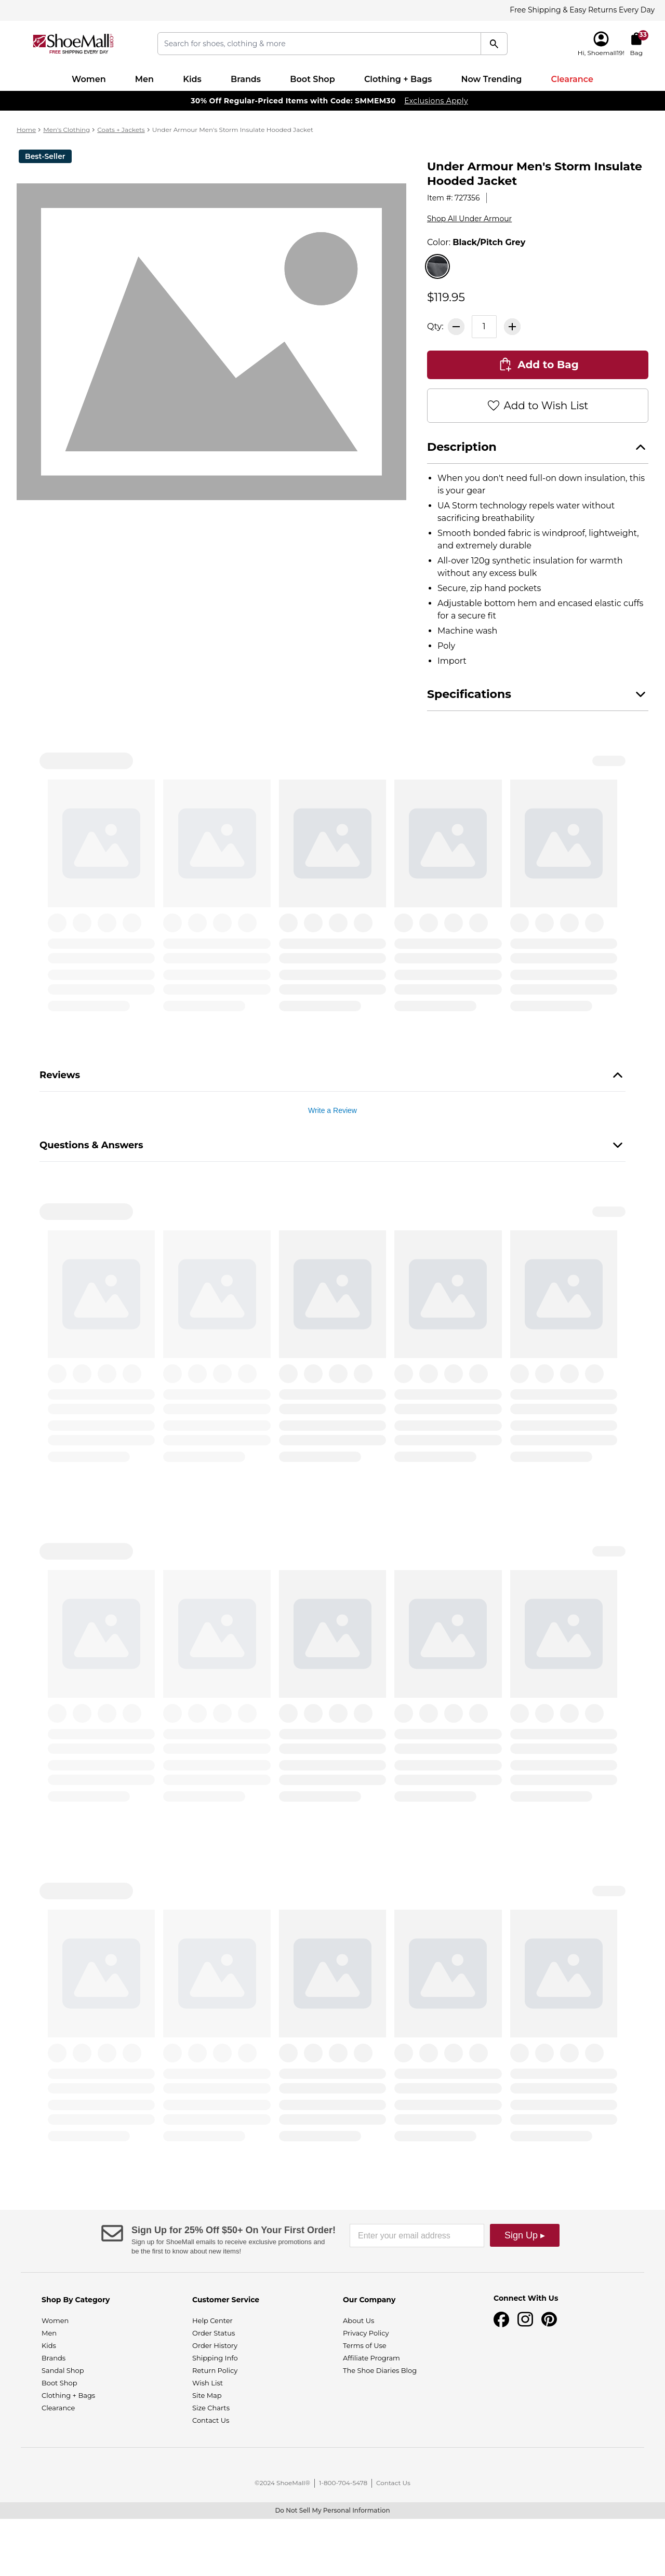 Free Shipping & Easy Returns Every Day
ShoeMall.com
FREE SHIPPING EVERY DAY
Search for shoes, clothing & more
Hi, Shoemall19!
33
Bag
Women Men Kids Brands Boot Shop Clothing + Bags Now Trending Clearance
30% Off Regular-Priced Items with Code: SMMEM30 Exclusions Apply
Home > Men's Clothing > Coats + Jackets > Under Armour Men's Storm Insulate Hooded Jacket
Best-Seller
Under Armour Men's Storm Insulate
Hooded Jacket
Item #: 727356
Shop All Under Armour
Color: Black/Pitch Grey
$119.95
Qty: 1
Add to Bag
Add to Wish List
Description
• When you don't need full-on down insulation, this
is your gear
• UA Storm technology repels water without
sacrificing breathability
• Smooth bonded fabric is windproof, lightweight,
and extremely durable
• All-over 120g synthetic insulation for warmth
without any excess bulk
• Secure, zip hand pockets
• Adjustable bottom hem and encased elastic cuffs
for a secure fit
• Machine wash
• Poly
• Import
Specifications
Reviews
Write a Review
Questions & Answers
Sign Up for 25% Off $50+ On Your First Order!
Sign up for ShoeMall emails to receive exclusive promotions and
be the first to know about new items!
Enter your email address
Sign Up ▸
Shop By Category
Women
Men
Kids
Brands
Sandal Shop
Boot Shop
Clothing + Bags
Clearance
Customer Service
Help Center
Order Status
Order History
Shipping Info
Return Policy
Wish List
Site Map
Size Charts
Contact Us
Our Company
About Us
Privacy Policy
Terms of Use
Affiliate Program
The Shoe Diaries Blog
Connect With Us
©2024 ShoeMall® | 1-800-704-5478 | Contact Us
Do Not Sell My Personal Information